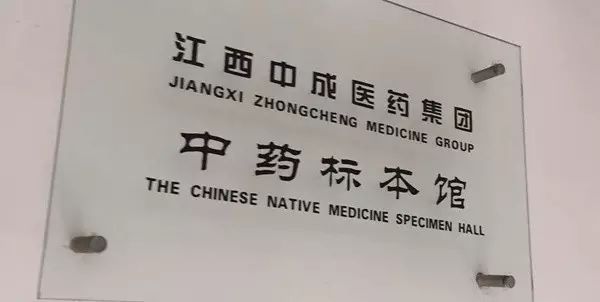 江西中成医药集团
JIANGXI ZHONGCHENG MEDICINE GROUP
中药标本馆
THE CHINESE NATIVE MEDICINE SPECIMEN HALL